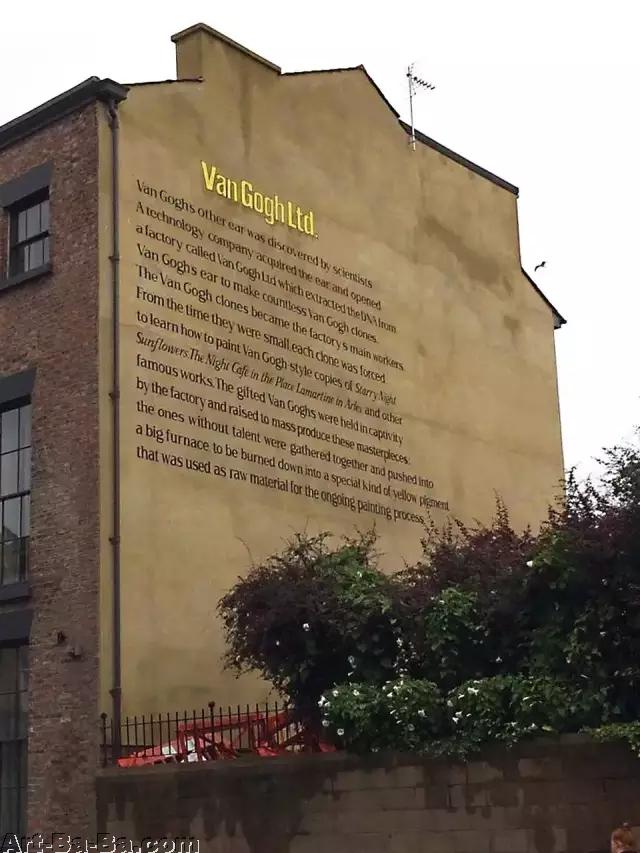 Van Gogh Ltd.
Van Gogh's other ear was discovered by scientists
A technology company acquired the ear and opened
a factory called Van Gogh Ltd which extracted the DNA from
Van Gogh's ear to make countless Van Gogh clones.
The Van Gogh clones became the factory's main workers.
From the time they were small, each clone was forced
to learn how to paint Van Gogh style copies of Starry Night
Sunflowers, The Night Cafe in the Place Lamartine in Arles and other
famous works. The gifted Van Goghs were held in captivity
by the factory and raised to mass produce these masterpieces:
the ones without talent were gathered together and pushed into
a big furnace to be burned down into a special kind of yellow pigment
that was used as raw material for the ongoing painting process.
Art-Ba-Ba.com